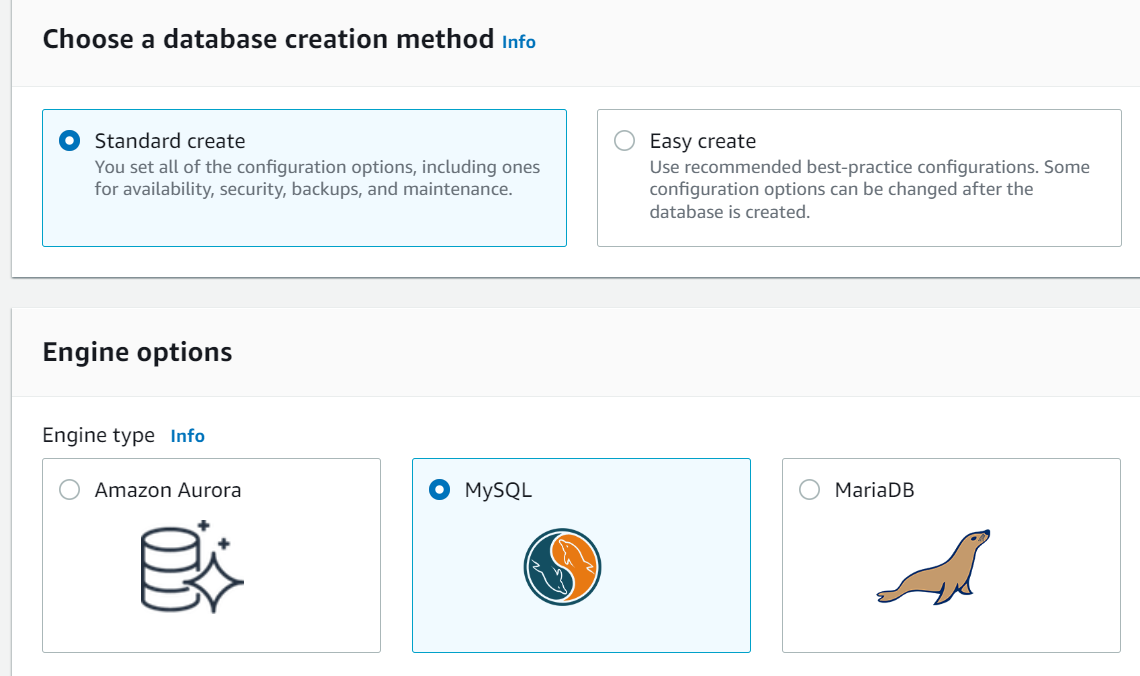 Choose a database creation method Info
Standard create
You set all of the configuration options, including ones
for availability, security, backups, and maintenance.
Easy create
Use recommended best-practice configurations. Some
configuration options can be changed after the
database is created.
Engine options
Engine type Info
Amazon Aurora
MySQL
MariaDB